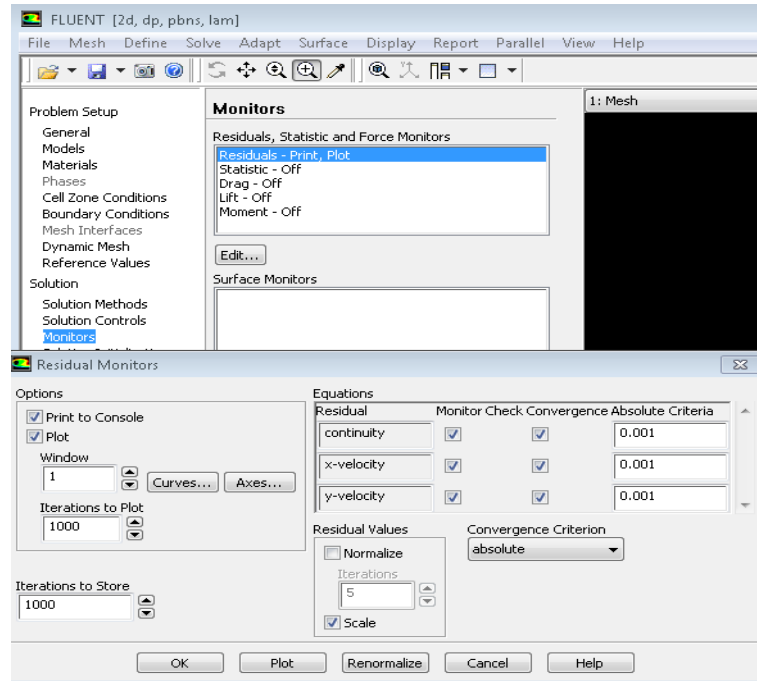 FLUENT [2d, dp, pbns, lam]
File Mesh Define Solve Adapt Surface Display Report Parallel View Help
Problem Setup
General
Models
Materials
Phases
Cell Zone Conditions
Boundary Conditions
Mesh Interfaces
Dynamic Mesh
Reference Values
Solution
Solution Methods
Solution Controls
Monitors
Monitors
Residuals, Statistic and Force Monitors
Residuals - Print, Plot
Statistic - Off
Drag - Off
Lift - Off
Moment - Off
Edit...
Surface Monitors
1: Mesh
Residual Monitors
Options
Print to Console
Plot
Window
1
Curves... Axes...
Iterations to Plot
1000
Iterations to Store
1000
Equations
Residual Monitor Check Convergence Absolute Criteria
continuity 0.001
x-velocity 0.001
y-velocity 0.001
Residual Values
Normalize
Iterations
5
Scale
Convergence Criterion
absolute
OK Plot Renormalize Cancel Help